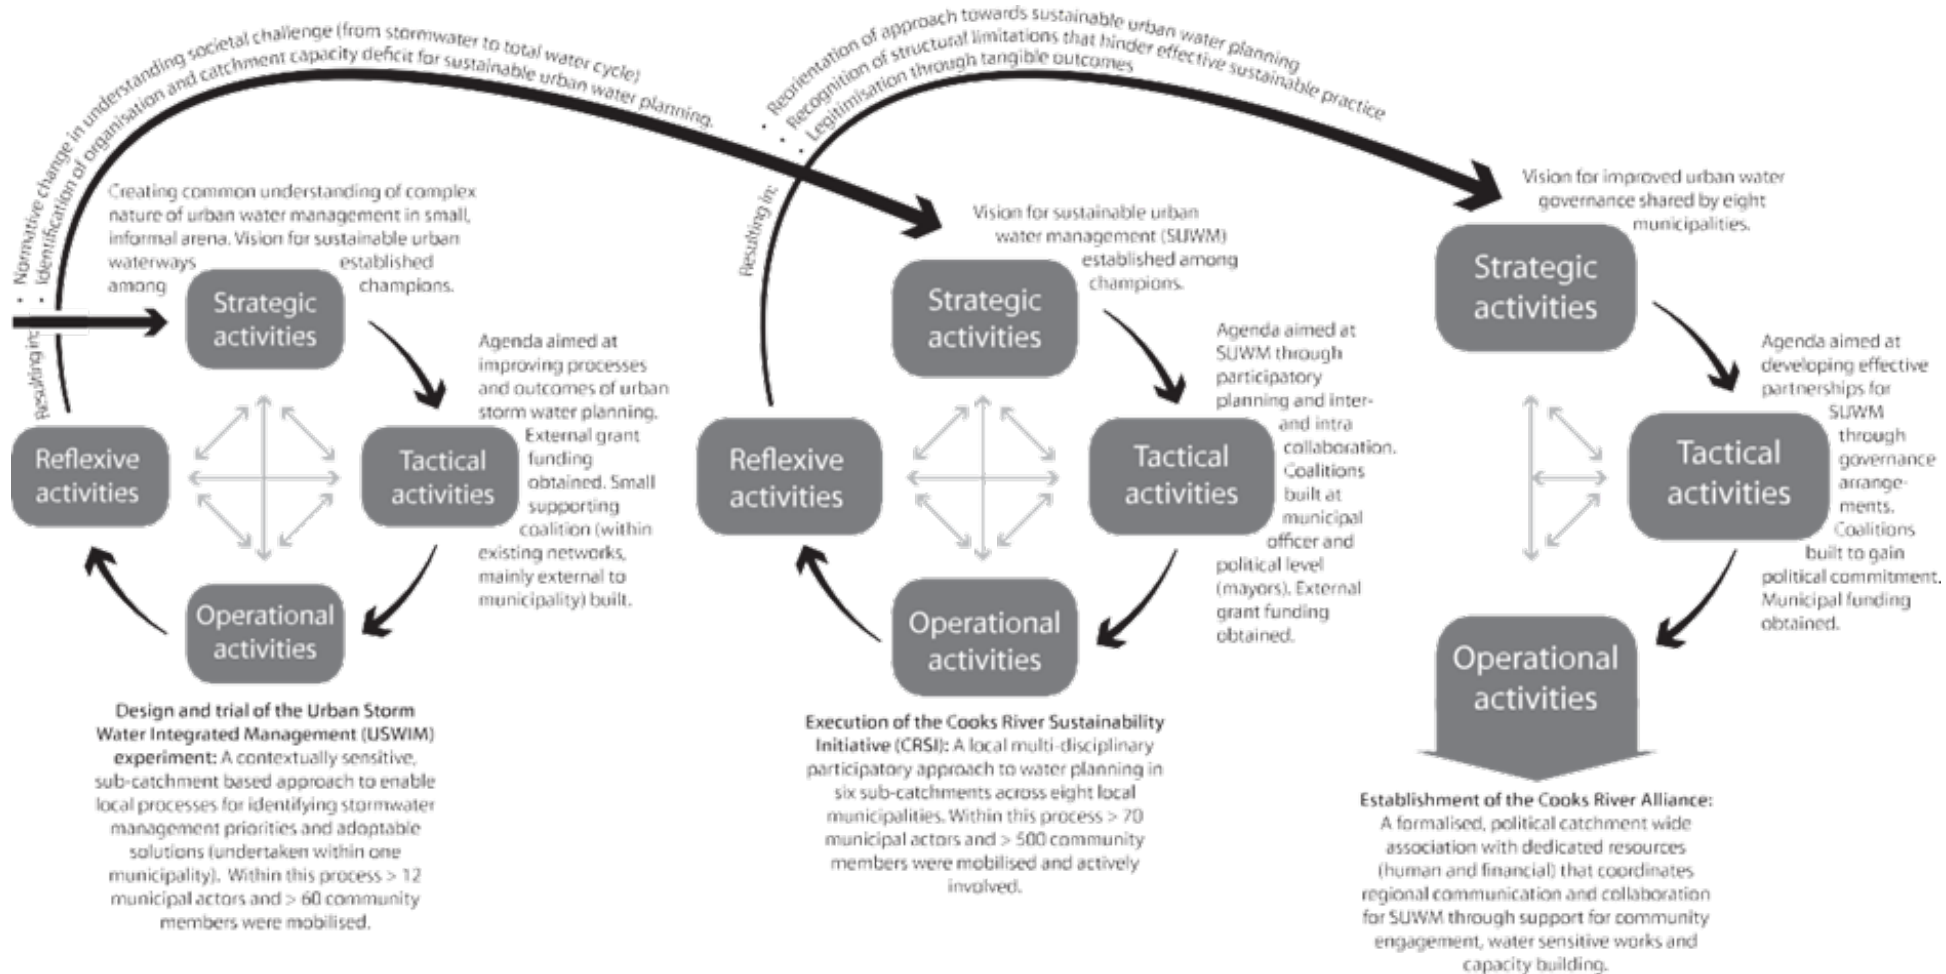 • Normative change in understanding societal challenge (from stormwater to total water cycle)
• Identification of organisation and catchment capacity deficit for sustainable urban water planning.
Resulting in:
Creating common understanding of complex
nature of urban water management in small,
informal arena. Vision for sustainable urban
waterways established
among champions.
Strategic
activities
Agenda aimed at
improving processes
and outcomes of urban
storm water planning.
External grant
funding
obtained. Small
supporting
coalition (within
existing networks,
mainly external to
municipality) built.
Tactical
activities
Reflexive
activities
Operational
activities
Design and trial of the Urban Storm
Water Integrated Management (USWIM)
experiment: A contextually sensitive,
sub-catchment based approach to enable
local processes for identifying stormwater
management priorities and adoptable
solutions (undertaken within one
municipality). Within this process > 12
municipal actors and > 60 community
members were mobilised.
• Reorientation of approach towards sustainable urban water planning
• Recognition of structural limitations that hinder effective sustainable practice
• Legitimisation through tangible outcomes
Resulting in:
Vision for sustainable urban
water management (SUWM)
established among
champions.
Strategic
activities
Agenda aimed at
SUWM through
participatory
planning and inter-
and intra
collaboration.
Coalitions
built at
municipal
officer and
political level
(mayors). External
grant funding
obtained.
Tactical
activities
Reflexive
activities
Operational
activities
Execution of the Cooks River Sustainability
Initiative (CRSI): A local multi-disciplinary
participatory approach to water planning in
six sub-catchments across eight local
municipalities. Within this process > 70
municipal actors and > 500 community
members were mobilised and actively
involved.
Vision for improved urban water
governance shared by eight
municipalities.
Strategic
activities
Agenda aimed at
developing effective
partnerships for
SUWM
through
governance
arrange-
ments.
Coalitions
built to gain
political commitment.
Municipal funding
obtained.
Tactical
activities
Operational
activities
Establishment of the Cooks River Alliance:
A formalised, political catchment wide
association with dedicated resources
(human and financial) that coordinates
regional communication and collaboration
for SUWM through support for community
engagement, water sensitive works and
capacity building.